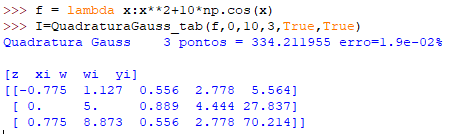 >>> f = lambda x:x**2+10*np.cos(x)
>>> I=QuadraturaGauss_tab(f,0,10,3,True,True)
Quadratura Gauss    3 pontos = 334.211955 erro=1.9e-02%
[z  xi w  wi  yi]
[[-0.775  1.127  0.556  2.778  5.564]
[ 0.     5.     0.889  4.444 27.837]
[ 0.775  8.873  0.556  2.778 70.214]]